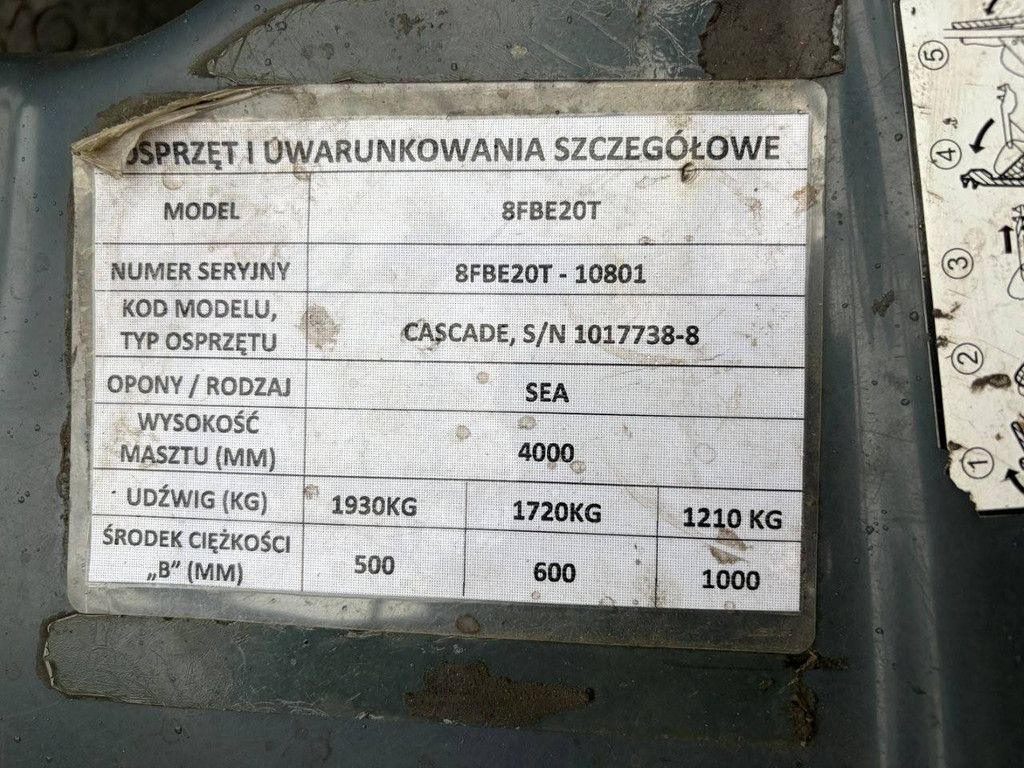 OSPRZĘT I UWARUNKOWANIA SZCZEGÓŁOWE
MODEL 8FBE20T
NUMER SERYJNY 8FBE20T - 10801
KOD MODELU,
TYP OSPRZĘTU CASCADE, S/N 1017738-8
OPONY / RODZAJ SEA
WYSOKOŚĆ
MASZTU (MM) 4000
UDŹWIG (KG) 1930KG 1720KG 1210 KG
ŚRODEK CIĘŻKOŚCI
„B” (MM) 500 600 1000
5
4
3
2
1